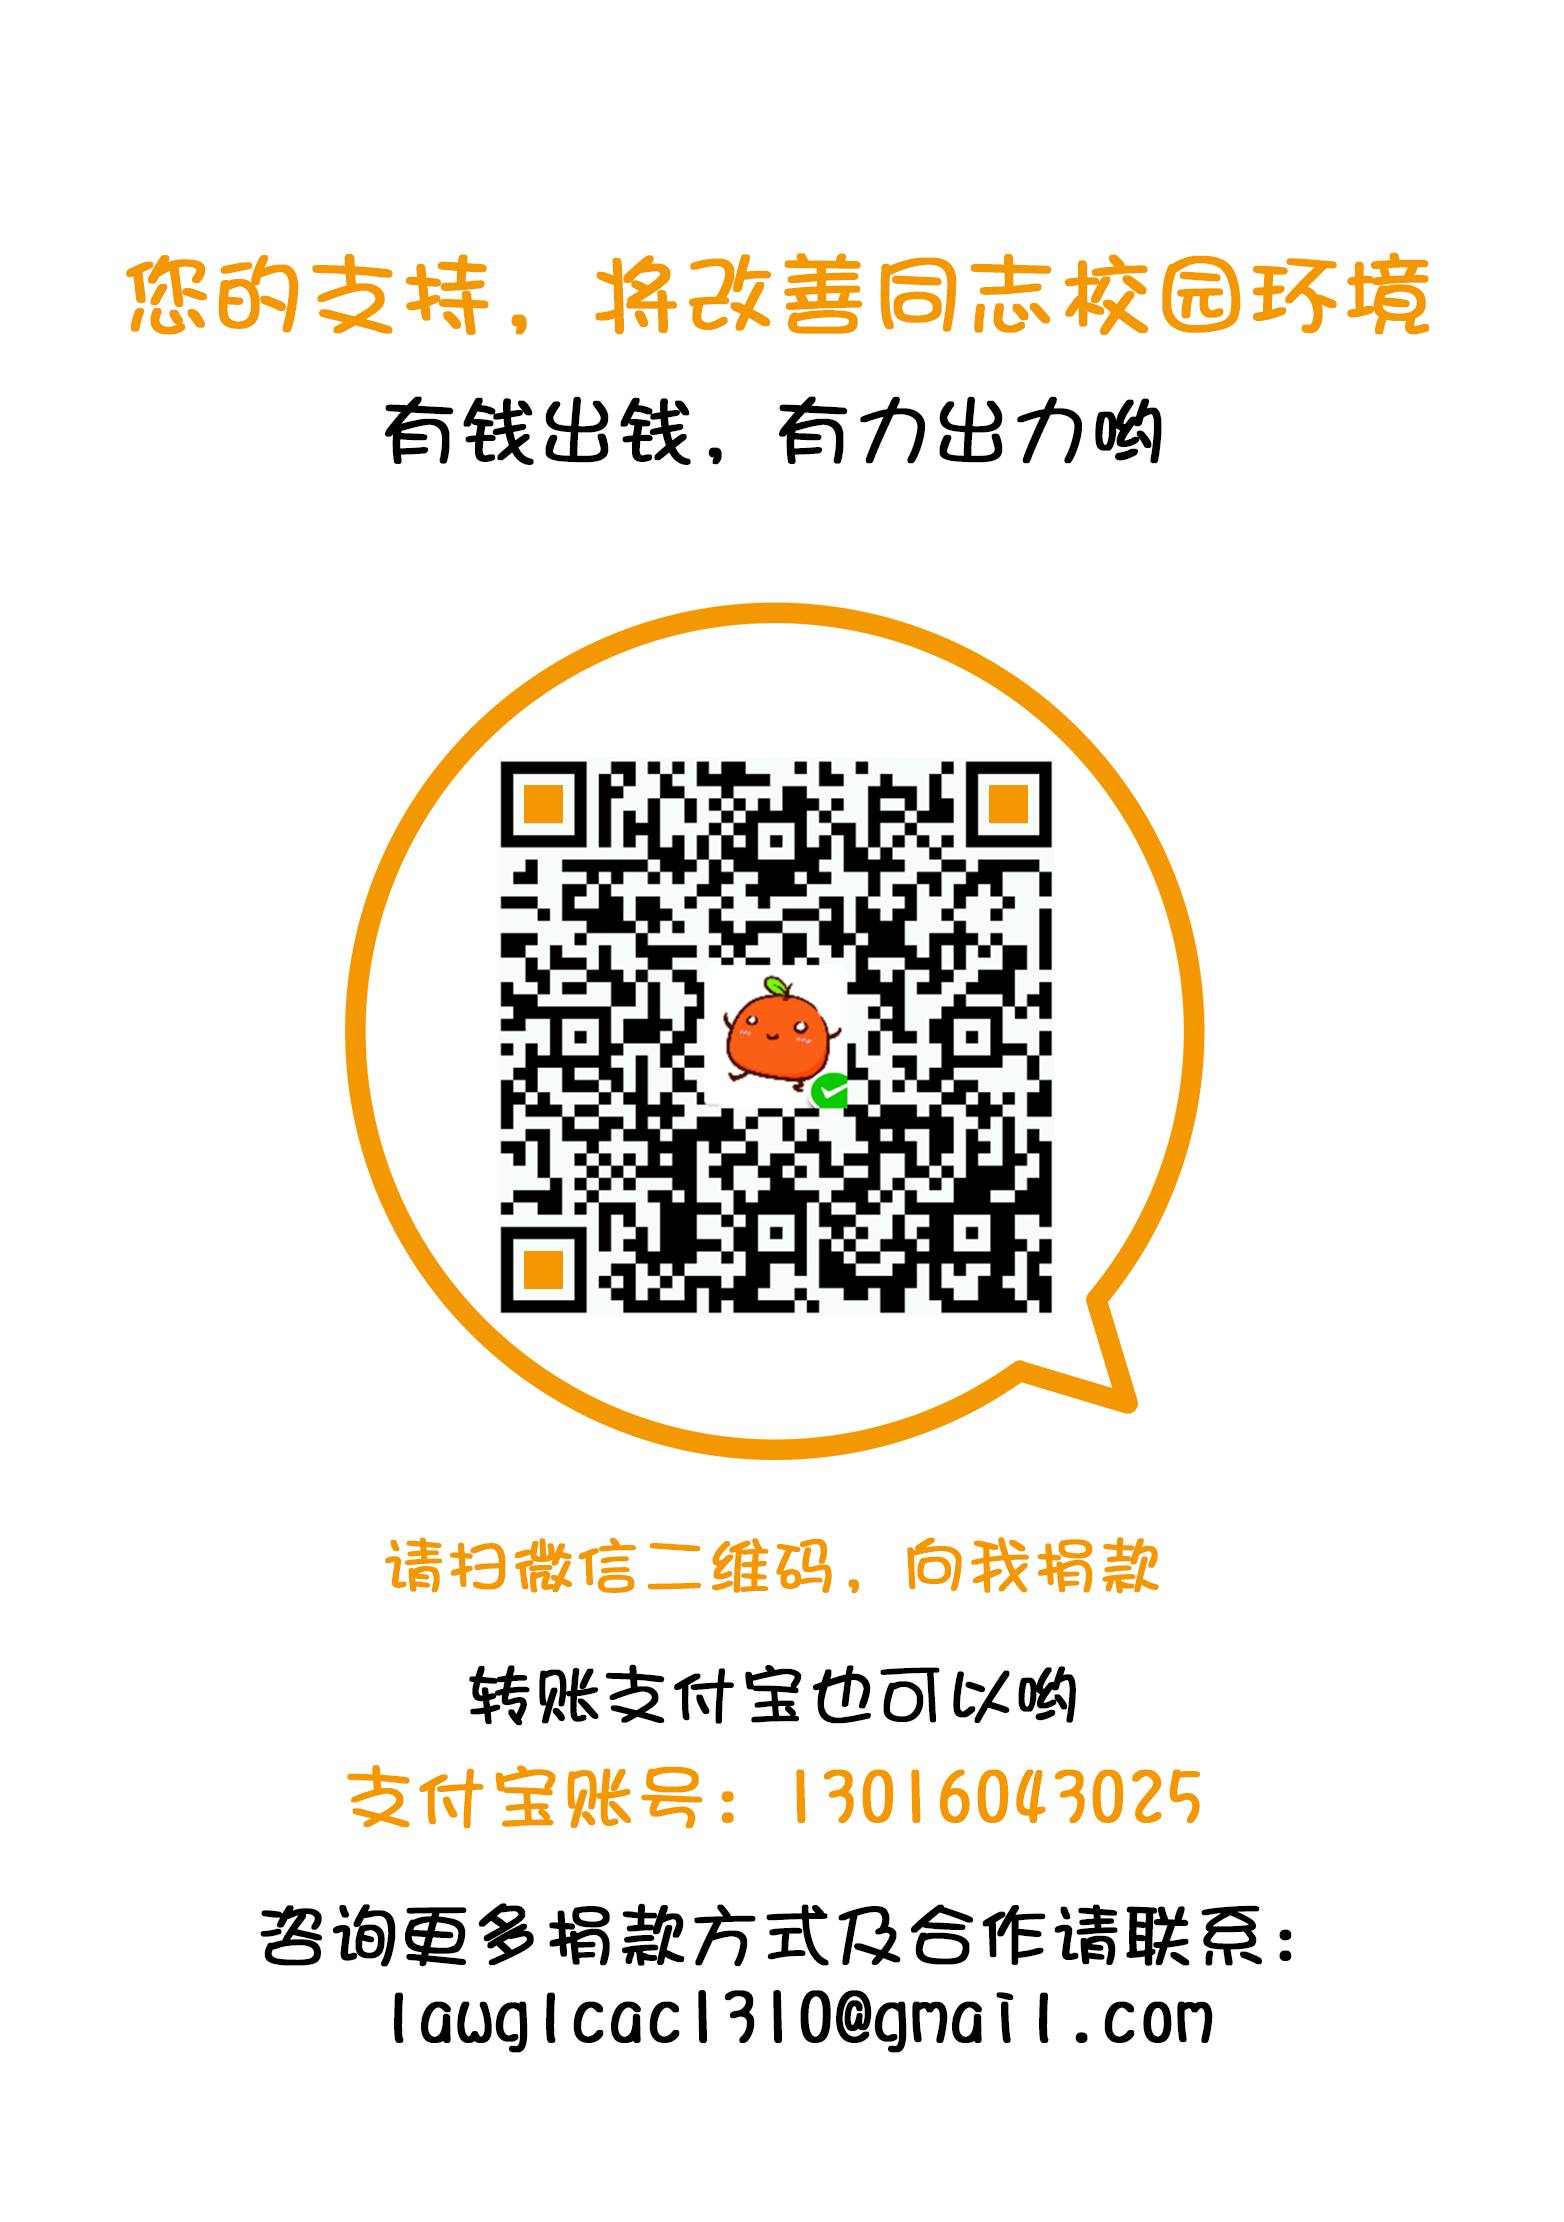 您的支持，将改善同志校园环境
有钱出钱，有力出力哟
请扫微信二维码，向我捐款
转账支付宝也可以哟
支付宝账号：13016043025
咨询更多捐款方式及合作请联系：
lawglcac1310@gmail.com